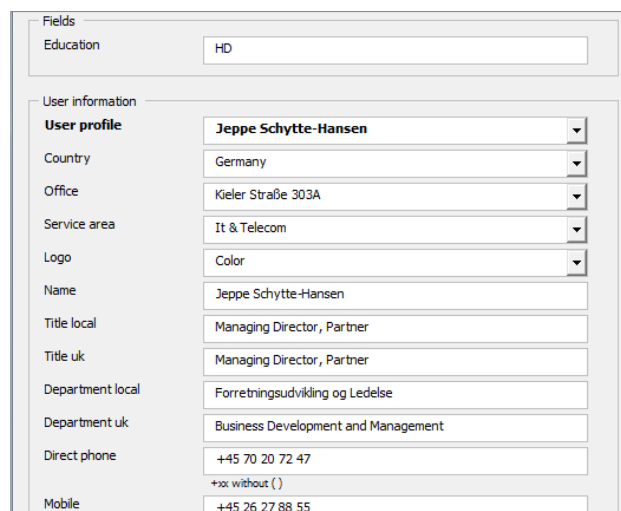 Fields
Education HD
User information
User profile Jeppe Schytte-Hansen
Country Germany
Office Kieler Straße 303A
Service area It & Telecom
Logo Color
Name Jeppe Schytte-Hansen
Title local Managing Director, Partner
Title uk Managing Director, Partner
Department local Forretningsudvikling og Ledelse
Department uk Business Development and Management
Direct phone +45 70 20 72 47
+xx without ( )
Mobile +45 26 27 88 55